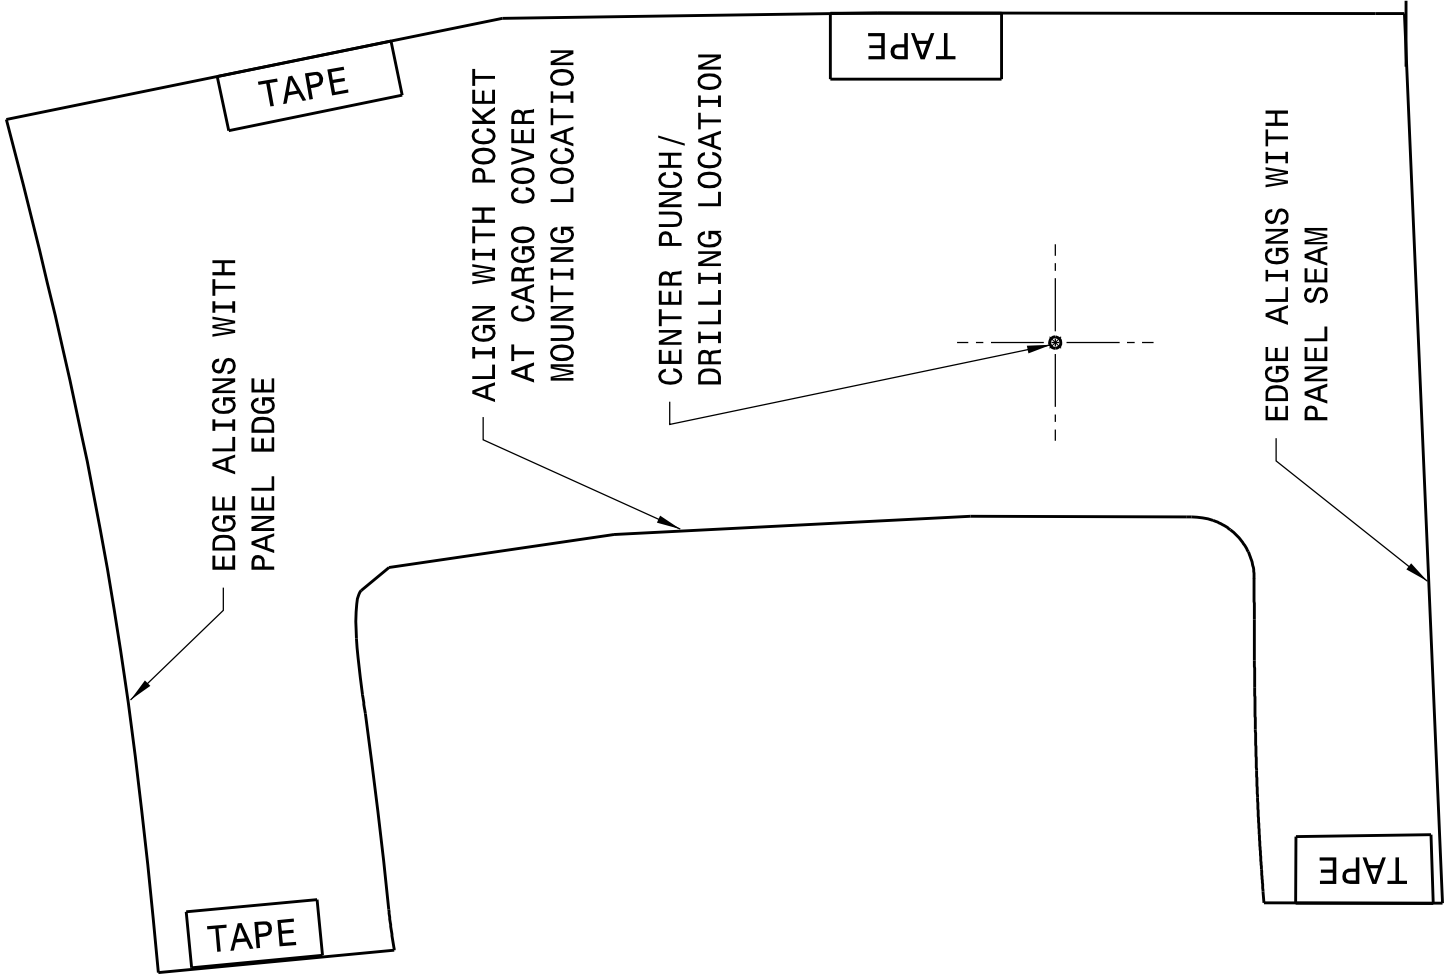 TAPE
TAPE
ALIGN WITH POCKET
AT CARGO COVER
MOUNTING LOCATION
CENTER PUNCH/
DRILLING LOCATION
EDGE ALIGNS WITH
PANEL SEAM
EDGE ALIGNS WITH
PANEL EDGE
TAPE
TAPE